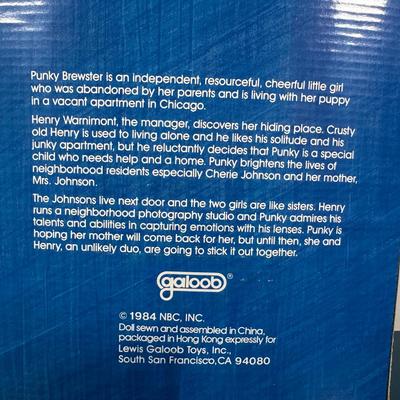 Punky Brewster is an independent, resourceful, cheerful little girl
who was abandoned by her parents and is living with her puppy
in a vacant apartment in Chicago.
Henry Warnimont, the manager, discovers her hiding place. Crusty
old Henry is used to living alone and he likes his solitude and his
junky apartment, but he reluctantly decides that Punky is a special
child who needs help and a home. Punky brightens the lives of
neighborhood residents especially Cherie Johnson and her mother,
Mrs. Johnson.
The Johnsons live next door and the two girls are like sisters. Henry
runs a neighborhood photography studio and Punky admires his
talents and abilities in capturing emotions with his lenses. Punky is
hoping her mother will come back for her, but until then, she and
Henry, an unlikely duo, are going to stick it out together.
galoob®
© 1984 NBC, INC.
Doll sewn and assembled in China,
packaged in Hong Kong expressly for
Lewis Galoob Toys, Inc.,
South San Francisco, CA 94080